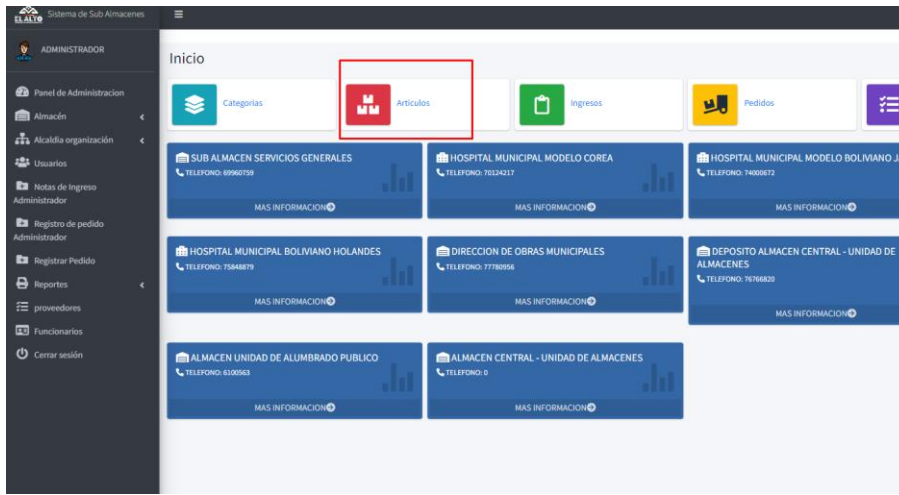 EL ALTO
Sistema de Sub Almacenes
ADMINISTRADOR
Panel de Administracion
Almacén
Alcaldia organización
Usuarios
Notas de Ingreso
Administrador
Registro de pedido
Administrador
Registrar Pedido
Reportes
proveedores
Funcionarios
Cerrar sesión
Inicio
Categorias
Articulos
Ingresos
Pedidos
SUB ALMACEN SERVICIOS GENERALES
TELEFONO: 69960759
MAS INFORMACION
HOSPITAL MUNICIPAL MODELO COREA
TELEFONO: 70124217
MAS INFORMACION
HOSPITAL MUNICIPAL MODELO BOLIVIANO J
TELEFONO: 74000672
MAS INFORMACION
HOSPITAL MUNICIPAL BOLIVIANO HOLANDES
TELEFONO: 75848879
MAS INFORMACION
DIRECCION DE OBRAS MUNICIPALES
TELEFONO: 77780956
MAS INFORMACION
DEPOSITO ALMACEN CENTRAL - UNIDAD DE
ALMACENES
TELEFONO: 76766820
MAS INFORMACION
ALMACEN UNIDAD DE ALUMBRADO PUBLICO
TELEFONO: 6100563
MAS INFORMACION
ALMACEN CENTRAL - UNIDAD DE ALMACENES
TELEFONO: 0
MAS INFORMACION